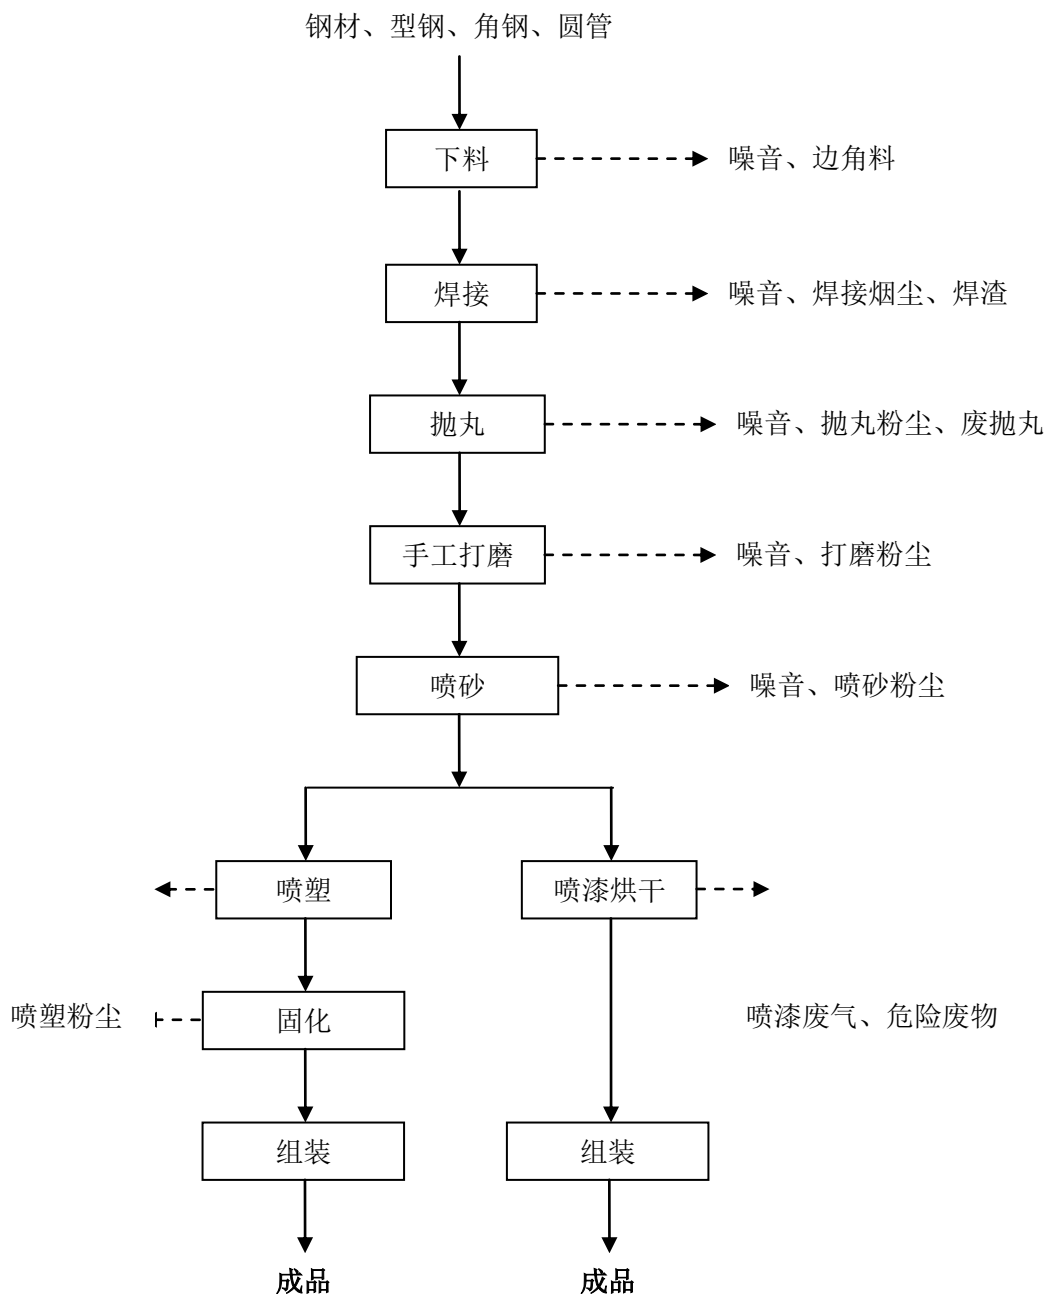 钢材、型钢、角钢、圆管
下料
噪音、边角料
焊接
噪音、焊接烟尘、焊渣
抛丸
噪音、抛丸粉尘、废抛丸
手工打磨
噪音、打磨粉尘
喷砂
噪音、喷砂粉尘
喷塑
喷漆烘干
喷塑粉尘
固化
喷漆废气、危险废物
组装
组装
成品
成品